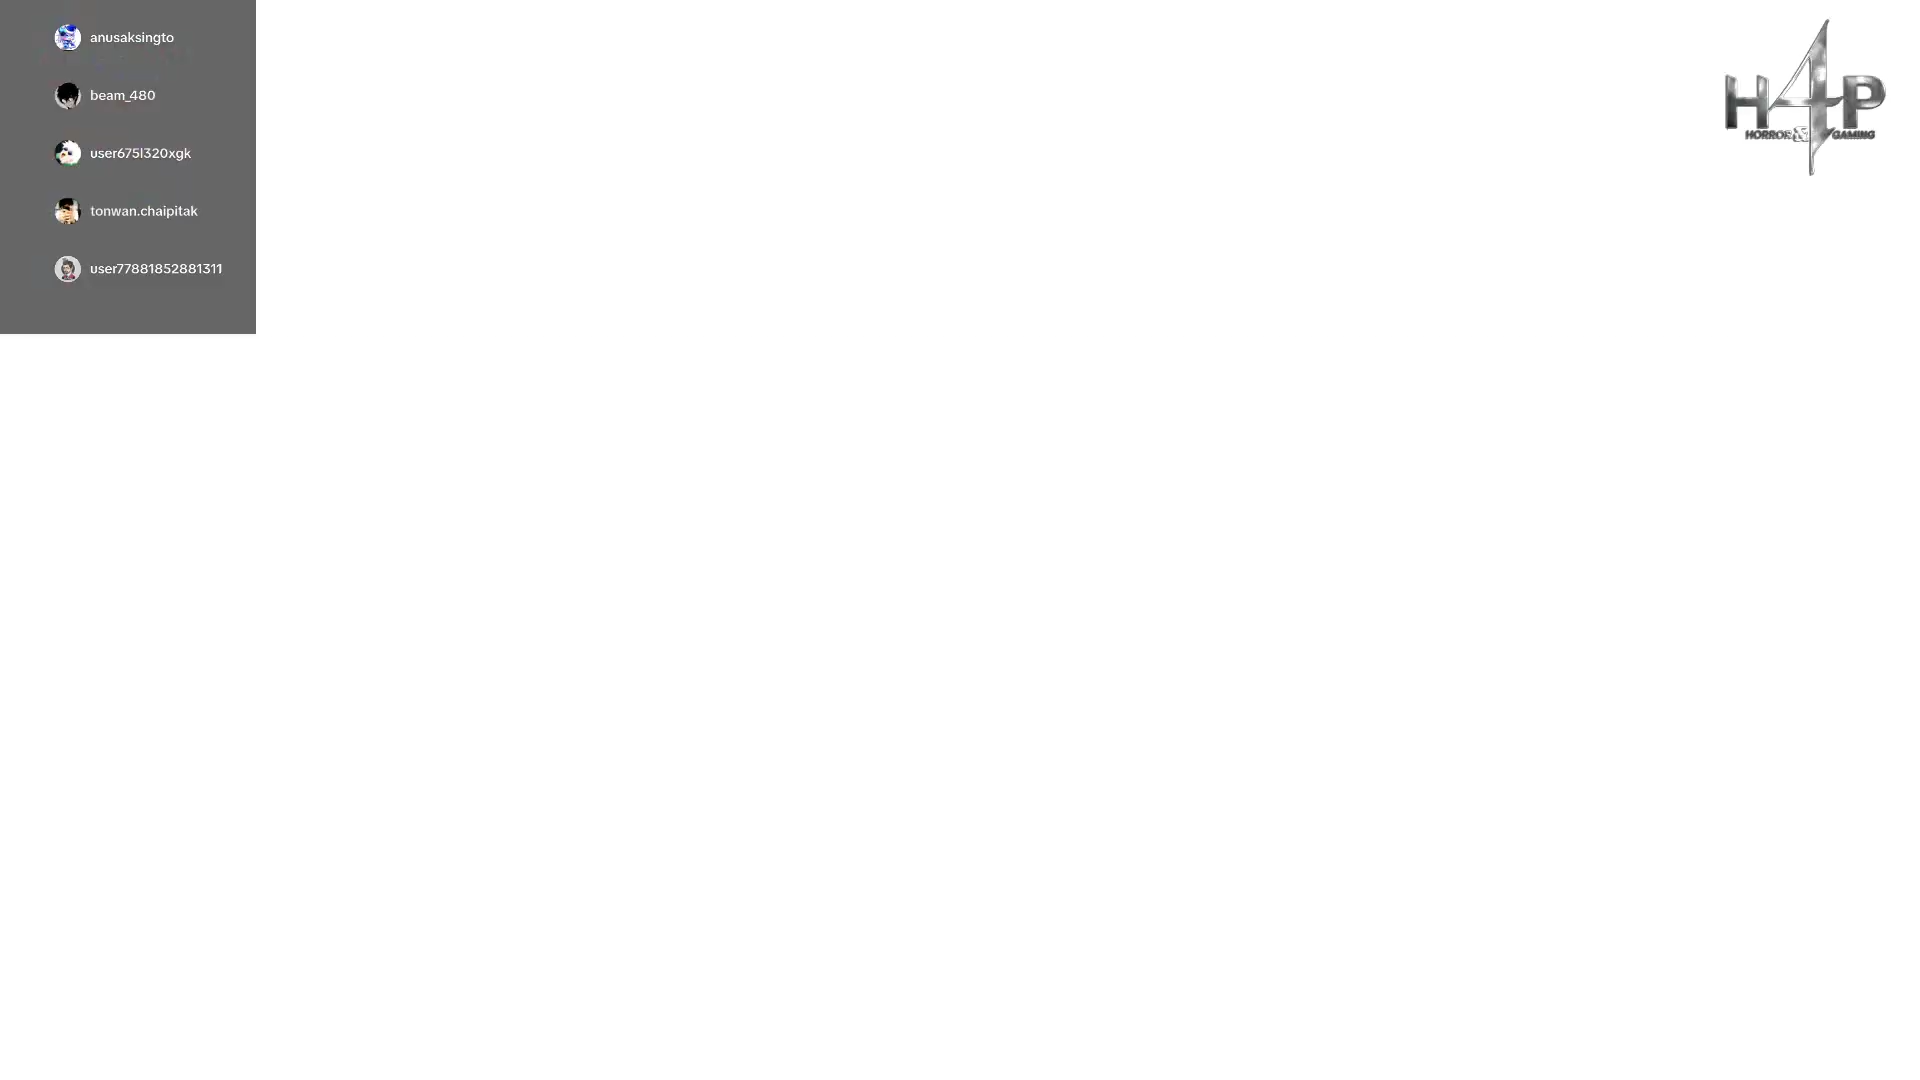 anusaksingto
beam_480
user675l320xgk
tonwan.chaipitak
user77881852881311
H4P
HORROR & GAMING